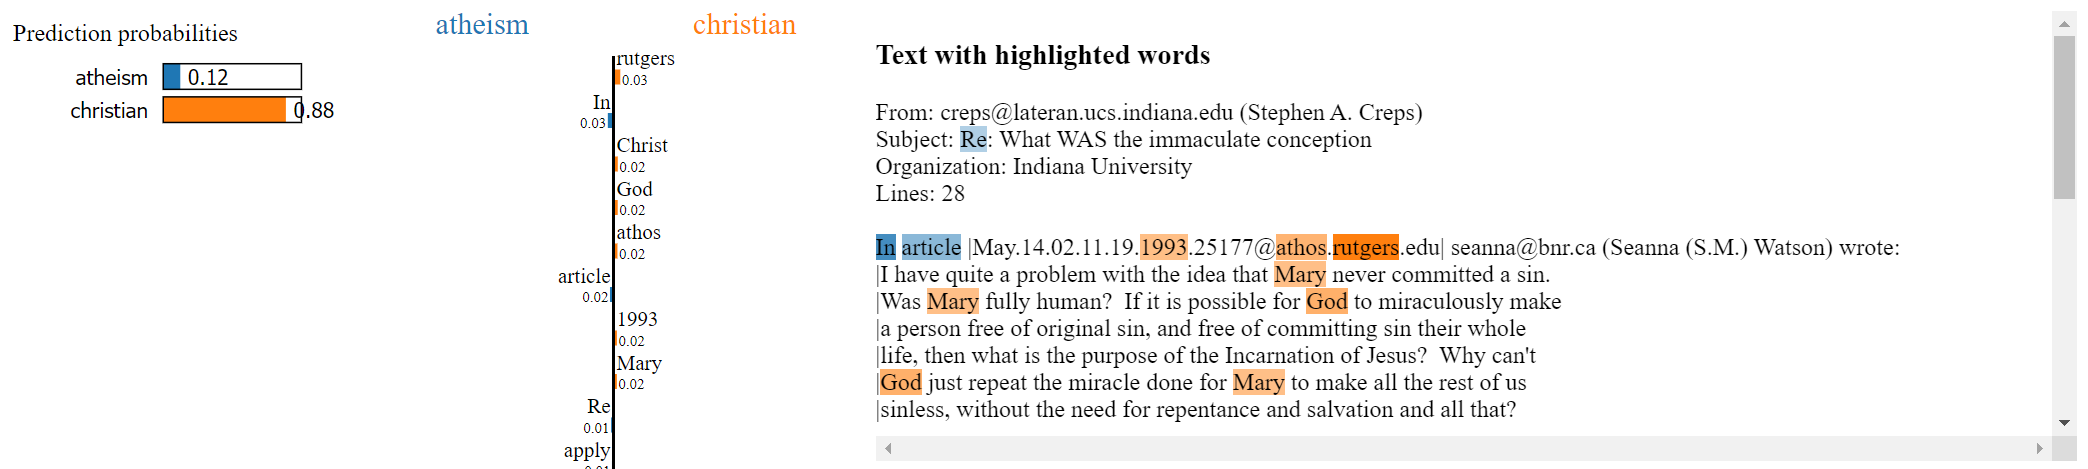 Prediction probabilities
atheism 0.12
christian 0.88
atheism christian
rutgers
0.03
In
0.03
Christ
0.02
God
0.02
athos
0.02
article
0.02
1993
0.02
Mary
0.02
Re
0.01
apply
Text with highlighted words
From: creps@lateran.ucs.indiana.edu (Stephen A. Creps)
Subject: Re: What WAS the immaculate conception
Organization: Indiana University
Lines: 28
In article |May.14.02.11.19.1993.25177@athos.rutgers.edu| seanna@bnr.ca (Seanna (S.M.) Watson) wrote:
|I have quite a problem with the idea that Mary never committed a sin.
|Was Mary fully human?  If it is possible for God to miraculously make
|a person free of original sin, and free of committing sin their whole
|life, then what is the purpose of the Incarnation of Jesus?  Why can't
|God just repeat the miracle done for Mary to make all the rest of us
|sinless, without the need for repentance and salvation and all that?